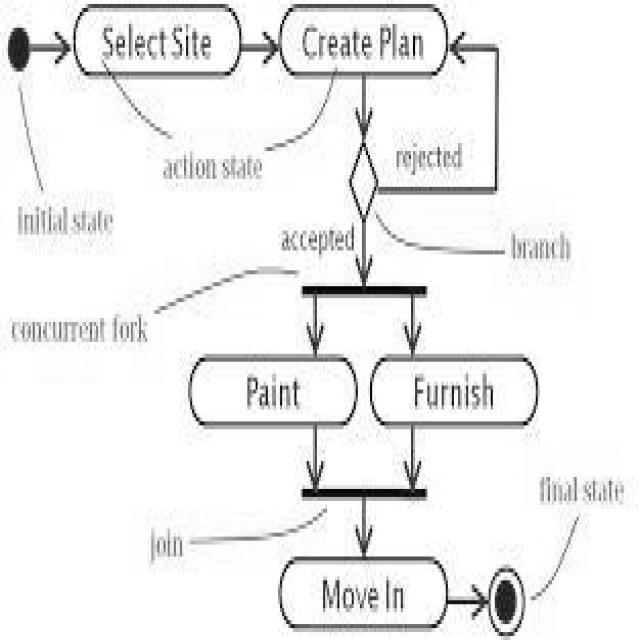 Select Site
Create Plan
action state
rejected
initial state
accepted
branch
concurrent fork
Paint
Furnish
final state
join
Move In